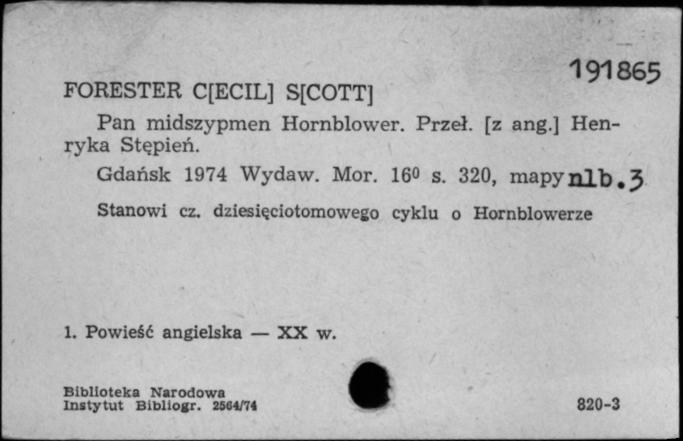 191865
FORESTER C[ECIL] S[COTT]
Pan midszypmen Hornblower. Przeł. [z ang.] Hen-
ryka Stępień.
Gdańsk 1974 Wydaw. Mor. 16⁰ s. 320, mapy nlb. 3
Stanowi cz. dziesięciotomowego cyklu o Hornblowerze
1. Powieść angielska — XX w.
Biblioteka Narodowa
Instytut Bibliogr. 2564/74
820-3